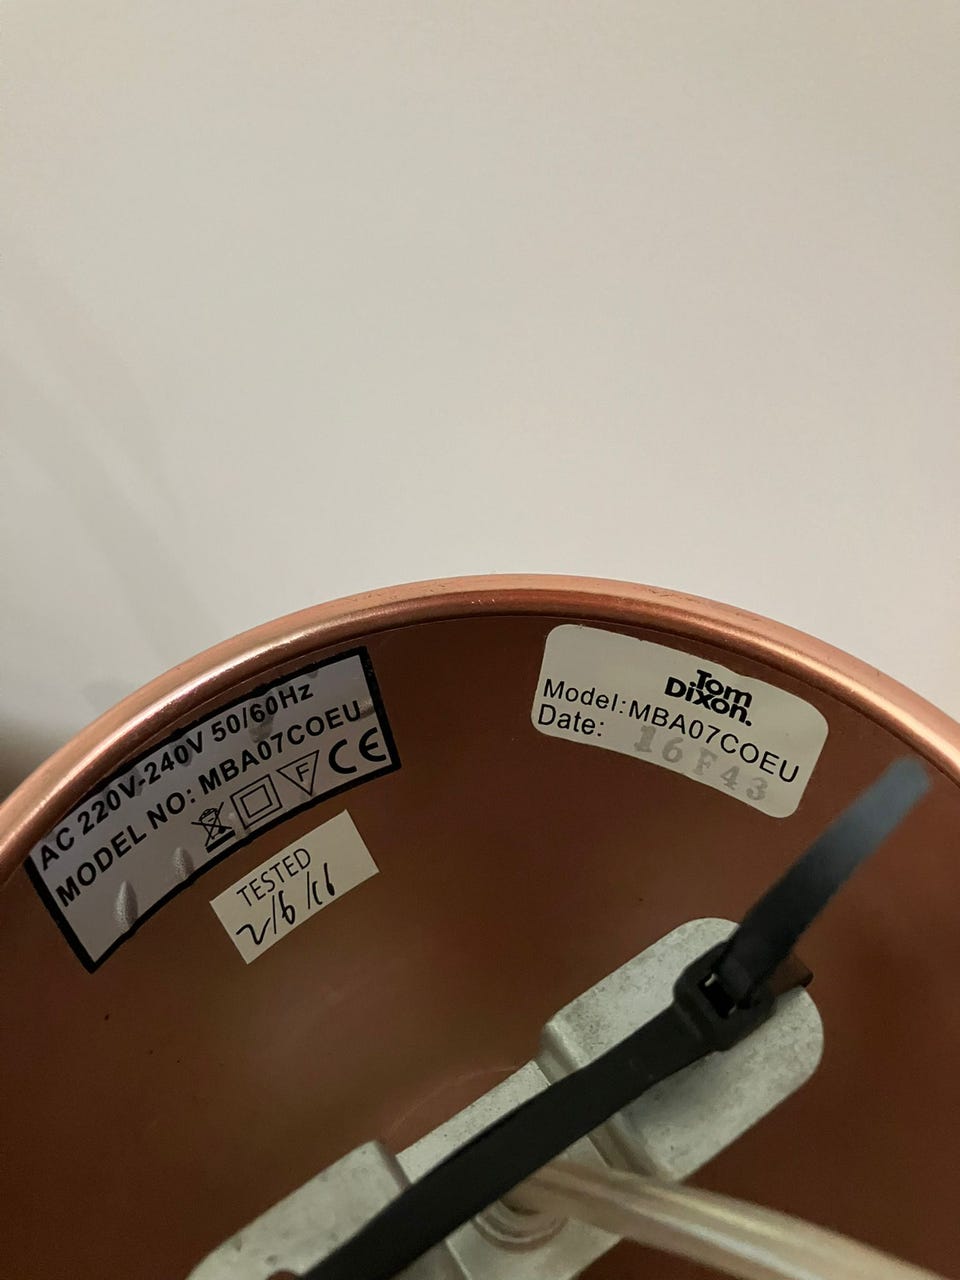 AC 220V-240V 50/60Hz
MODEL NO: MBA07COEU
F CE
TESTED
2/6/16
Tom
Dixon.
Model:MBA07COEU
Date: 16F43